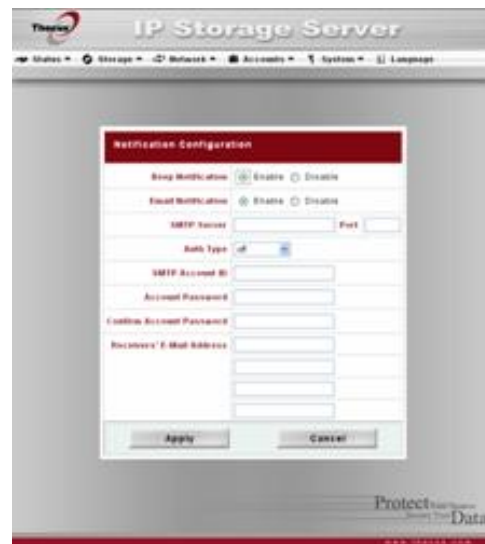 Thecus
IP Storage Server
Status Storage Network Accounts System Language
Notification Configuration
Beep Notification Enable Disable
Email Notification Enable Disable
SMTP Server Port
Auth Type off
SMTP Account ID
Account Password
Confirm Account Password
Receivers' E-Mail Address
Apply Cancel
Protect
Data